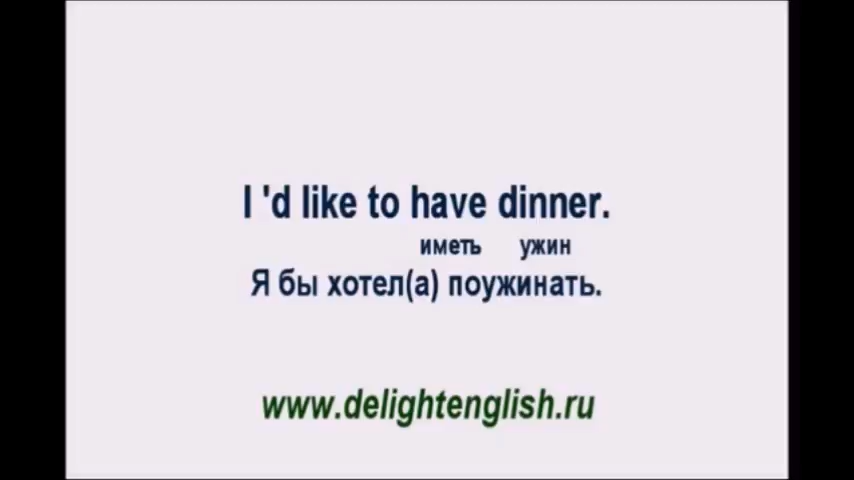 I 'd like to have dinner.
иметь ужин
Я бы хотел(а) поужинать.
www.delightenglish.ru